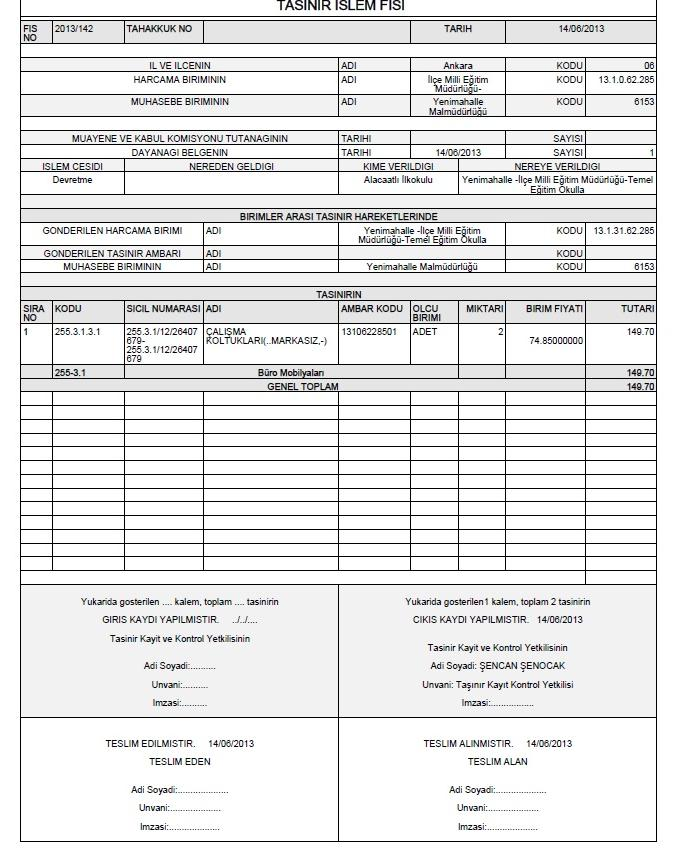 TASINIR ISLEM FISI
FIS NO 2013/142 TAHAKKUK NO TARIH 14/06/2013
IL VE ILCENIN ADI Ankara KODU 06
HARCAMA BIRIMININ ADI İlçe Milli Eğitim Müdürlüğü- KODU 13.1.0.62.285
MUHASEBE BIRIMININ ADI Yenimahalle Malmüdürlüğü KODU 6153
MUAYENE VE KABUL KOMISYONU TUTANAGININ TARIHI SAYISI
DAYANAGI BELGENIN TARIHI 14/06/2013 SAYISI 1
ISLEM CESIDI NEREDEN GELDIGI KIME VERILDIGI NEREYE VERILDIGI
Devretme Alacaatlı İlkokulu Yenimahalle -İlçe Milli Eğitim Müdürlüğü-Temel
Eğitim Okulla
BIRIMLER ARASI TASINIR HAREKETLERINDE
GONDERILEN HARCAMA BIRIMI ADI Yenimahalle -İlçe Milli Eğitim Müdürlüğü-Temel Eğitim Okulla KODU 13.1.31.62.285
GONDERILEN TASINIR AMBARI ADI KODU
MUHASEBE BIRIMININ ADI Yenimahalle Malmüdürlüğü KODU 6153
TASINIRIN
SIRA NO KODU SICIL NUMARASI ADI AMBAR KODU OLCU BIRIMI MIKTARI BIRIM FIYATI TUTARI
1 255.3.1.3.1 255.3.1/12/26407 679- 255.3.1/12/26407 679 ÇALIŞMA KOLTUKLARI(..MARKASIZ,-) 13106228501 ADET 2 74.85000000 149.70
255-3.1 Büro Mobilyaları 149.70
GENEL TOPLAM 149.70
Yukarida gosterilen .... kalem, toplam .... tasinirin
GIRIS KAYDI YAPILMISTIR. ../../....
Tasinir Kayit ve Kontrol Yetkilisinin
Adi Soyadi:..........
Unvani:..........
Imzasi:..........
Yukarida gosterilen1 kalem, toplam 2 tasinirin
CIKIS KAYDI YAPILMISTIR. 14/06/2013
Tasinir Kayit ve Kontrol Yetkilisinin
Adi Soyadi: ŞENCAN ŞENOCAK
Unvani: Taşınır Kayıt Kontrol Yetkilisi
Imzasi:.................
TESLIM EDILMISTIR. 14/06/2013
TESLIM EDEN
Adi Soyadi:....................
Unvani:....................
Imzasi:....................
TESLIM ALINMISTIR. 14/06/2013
TESLIM ALAN
Adi Soyadi:....................
Unvani:....................
Imzasi:....................